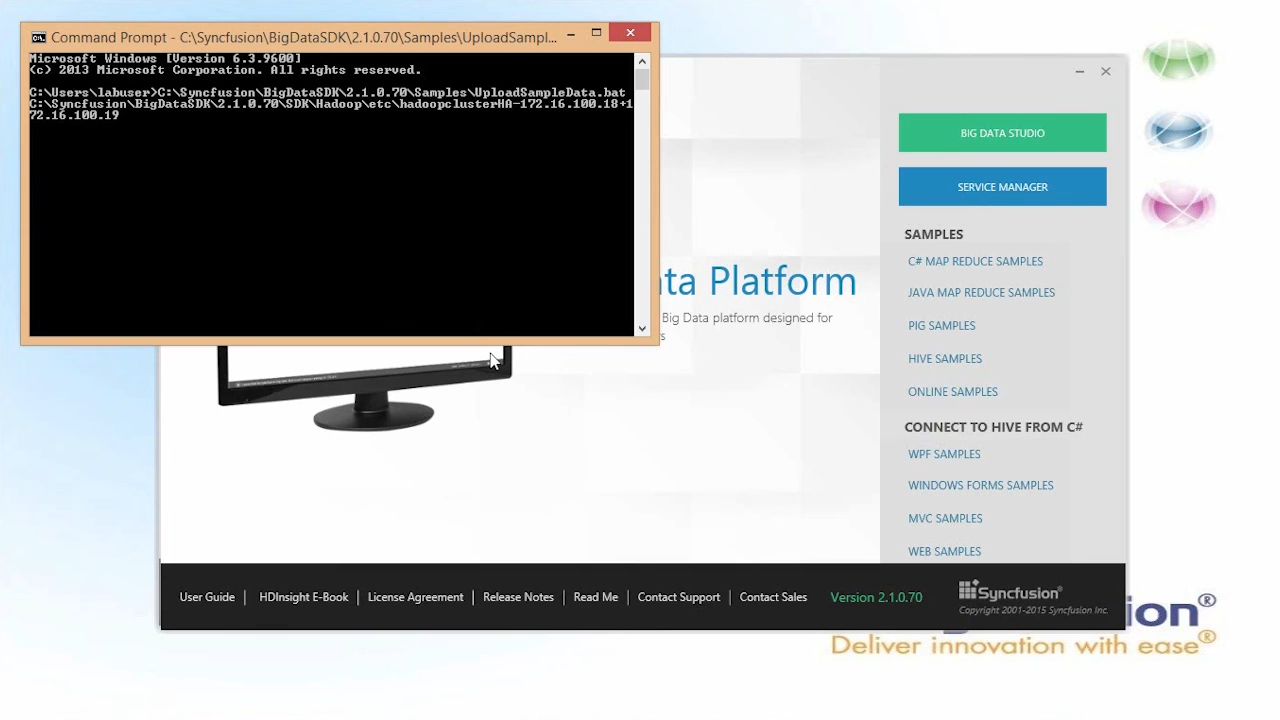 Command Prompt - C:\Syncfusion\BigDataSDK\2.1.0.70\Samples\UploadSampl...
Microsoft Windows [Version 6.3.9600]
(c) 2013 Microsoft Corporation. All rights reserved.
C:\Users\labuser>C:\Syncfusion\BigDataSDK\2.1.0.70\Samples\UploadSampleData.bat
C:\Syncfusion\BigDataSDK\2.1.0.70\SDK\Hadoop\etc\hadoopclusterHA-172.16.100.18+1
72.16.100.19
BIG DATA STUDIO
SERVICE MANAGER
SAMPLES
C# MAP REDUCE SAMPLES
JAVA MAP REDUCE SAMPLES
PIG SAMPLES
HIVE SAMPLES
ONLINE SAMPLES
CONNECT TO HIVE FROM C#
WPF SAMPLES
WINDOWS FORMS SAMPLES
MVC SAMPLES
WEB SAMPLES
ta Platform
Big Data platform designed for
s
User Guide | HDInsight E-Book | License Agreement | Release Notes | Read Me | Contact Support | Contact Sales
Version 2.1.0.70
Syncfusion®
Copyright 2001-2015 Syncfusion Inc.
ion®
Deliver innovation with ease®